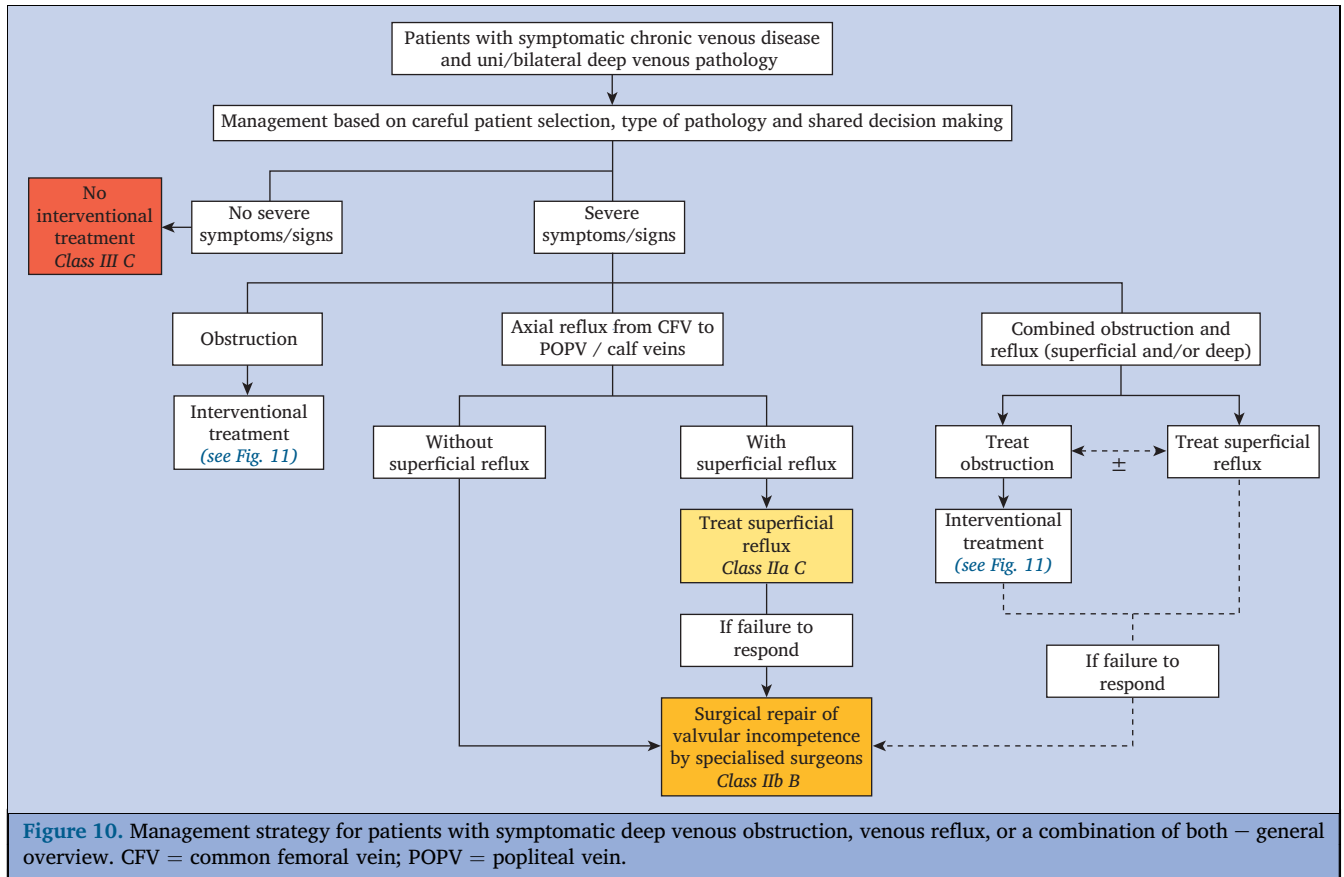 Patients with symptomatic chronic venous disease
and uni/bilateral deep venous pathology
Management based on careful patient selection, type of pathology and shared decision making
No
interventional
treatment
Class III C
No severe
symptoms/signs
Severe
symptoms/signs
Obstruction
Axial reflux from CFV to
POPV / calf veins
Combined obstruction and
reflux (superficial and/or deep)
Interventional
treatment
(see Fig. 11)
Without
superficial reflux
With
superficial reflux
Treat
obstruction
±
Treat superficial
reflux
Treat superficial
reflux
Class IIa C
Interventional
treatment
(see Fig. 11)
If failure to
respond
If failure to
respond
Surgical repair of
valvular incompetence
by specialised surgeons
Class IIb B
Figure 10. Management strategy for patients with symptomatic deep venous obstruction, venous reflux, or a combination of both — general
overview. CFV = common femoral vein; POPV = popliteal vein.